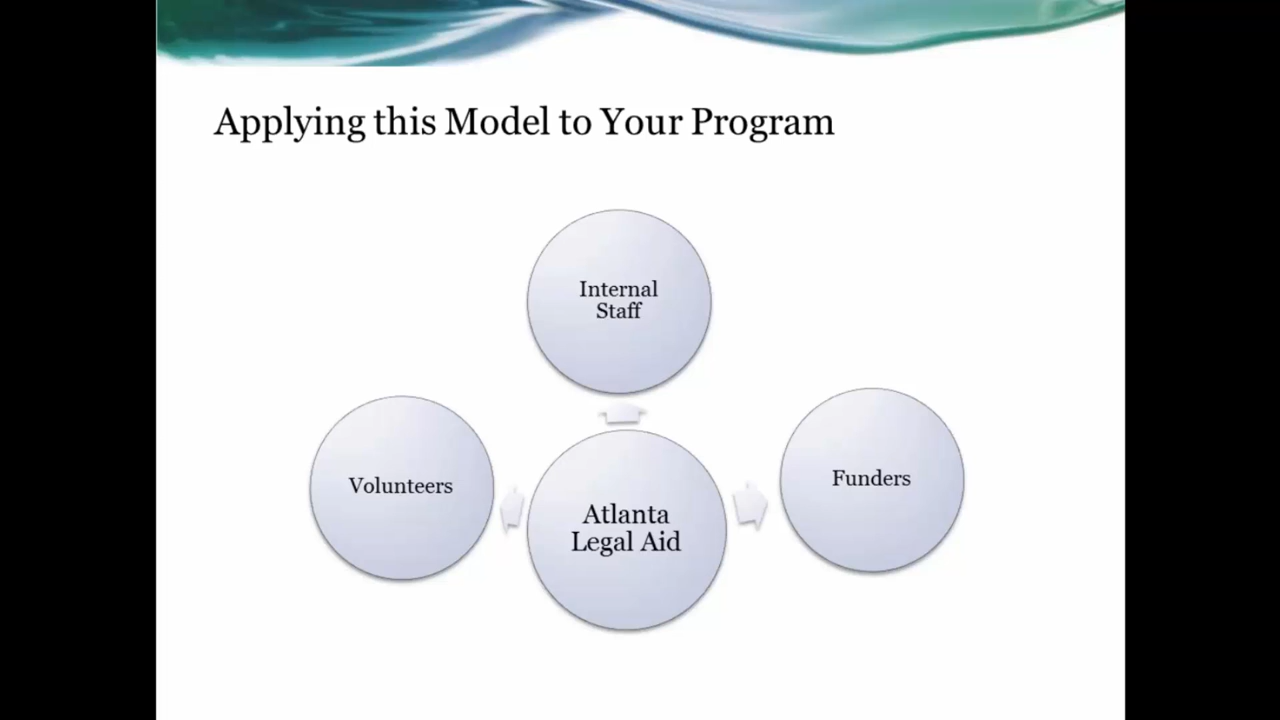 Applying this Model to Your Program
Internal
Staff
Volunteers
Atlanta
Legal Aid
Funders